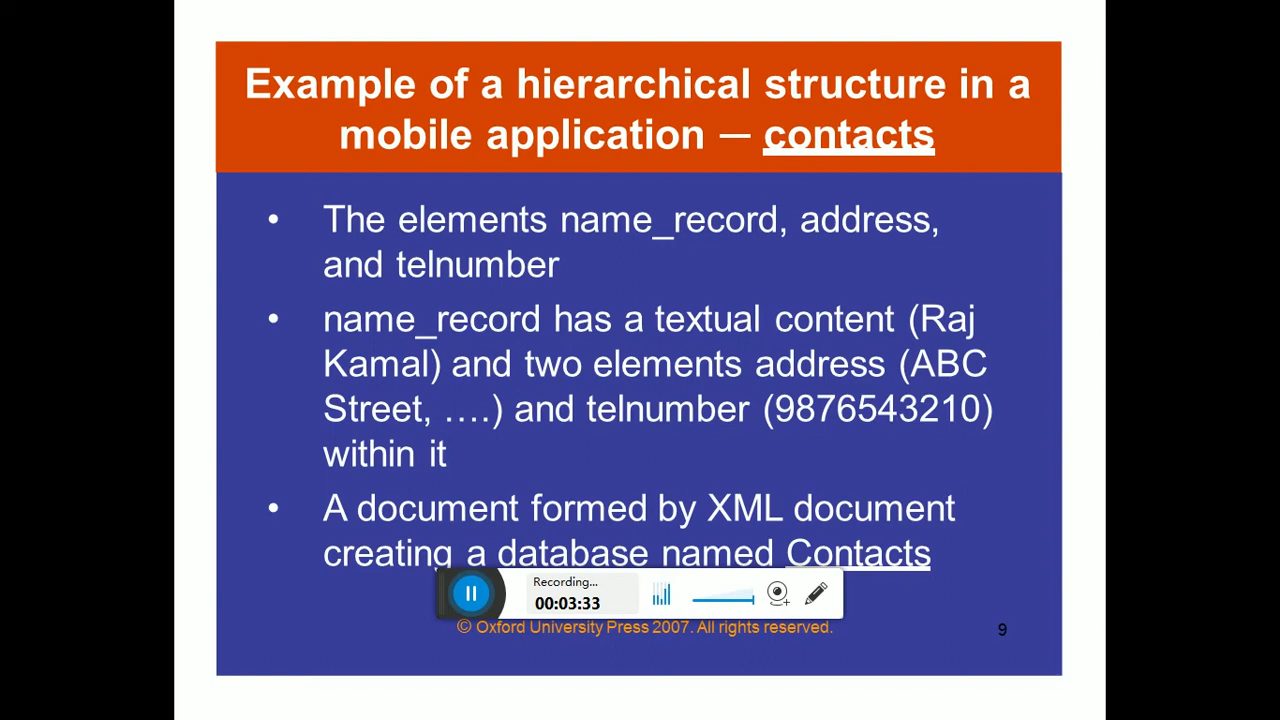 Example of a hierarchical structure in a
mobile application — contacts
• The elements name_record, address,
and telnumber
• name_record has a textual content (Raj
Kamal) and two elements address (ABC
Street, ….) and telnumber (9876543210)
within it
• A document formed by XML document
creating a database named Contacts
Recording...
00:03:33
© Oxford University Press 2007. All rights reserved.
9